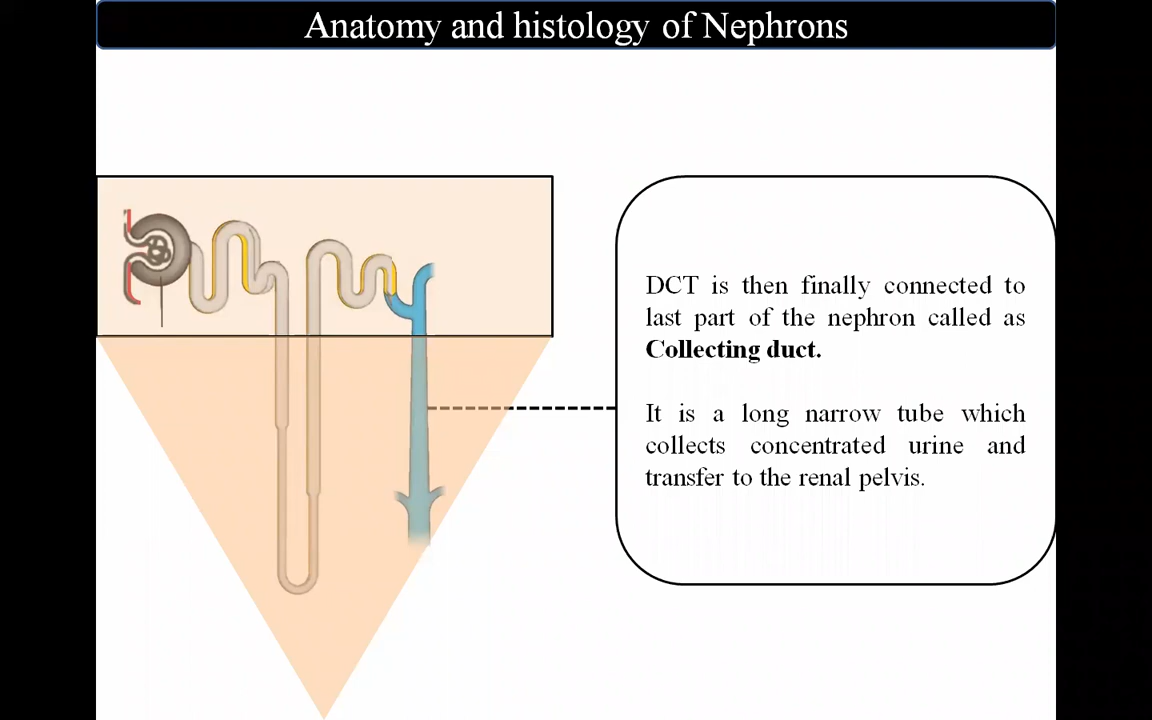 Anatomy and histology of Nephrons
DCT is then finally connected to
last part of the nephron called as
Collecting duct.
It is a long narrow tube which
collects concentrated urine and
transfer to the renal pelvis.